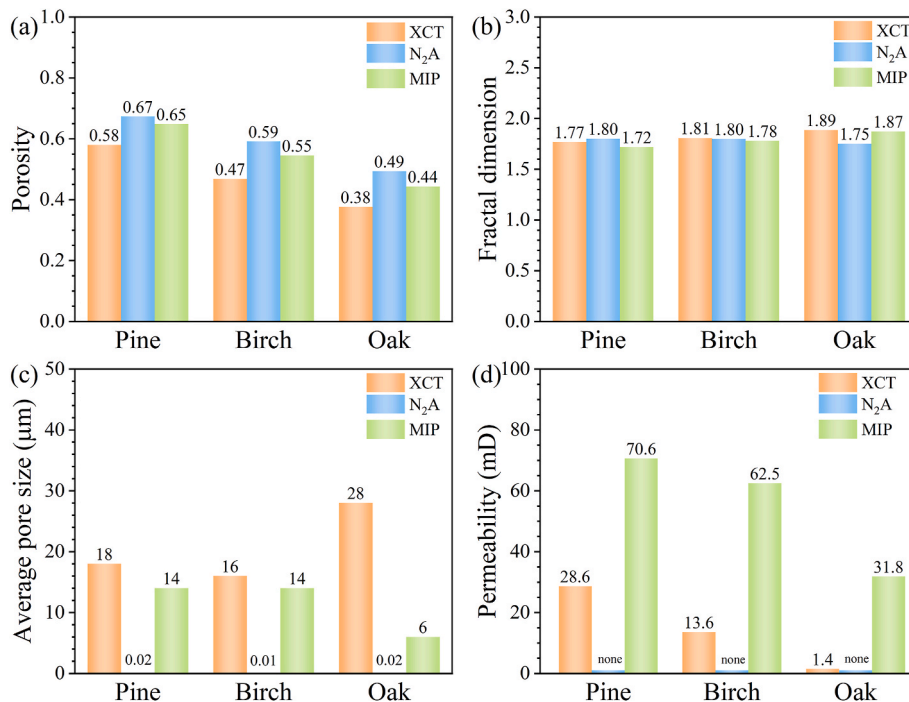 (a)
XCT
N₂A
MIP
Porosity
1.0
0.8
0.6
0.4
0.2
0.0
0.58
0.67
0.65
0.47
0.59
0.55
0.38
0.49
0.44
Pine Birch Oak
(b)
XCT
N₂A
MIP
Fractal dimension
3.0
2.5
2.0
1.5
1.0
0.5
0.0
1.77
1.80
1.72
1.81
1.80
1.78
1.89
1.75
1.87
Pine Birch Oak
(c)
XCT
N₂A
MIP
Average pore size (μm)
50
40
30
20
10
0
18
0.02
14
16
0.01
14
28
0.02
6
Pine Birch Oak
(d)
XCT
N₂A
MIP
Permeability (mD)
100
80
60
40
20
0
28.6
none
70.6
13.6
none
62.5
1.4
none
31.8
Pine Birch Oak